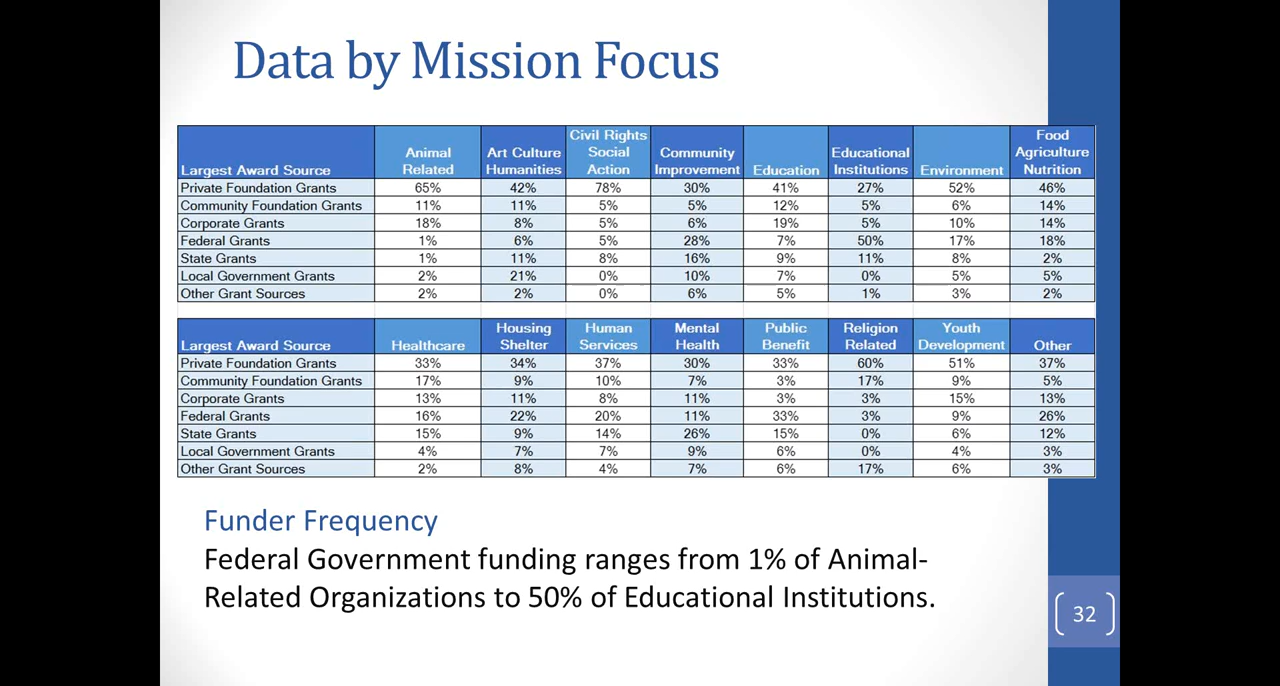 Data by Mission Focus
Largest Award Source Animal Related Art Culture Humanities Civil Rights Social Action Community Improvement Education Educational Institutions Environment Food Agriculture Nutrition
Private Foundation Grants 65% 42% 78% 30% 41% 27% 52% 46%
Community Foundation Grants 11% 11% 5% 5% 12% 5% 6% 14%
Corporate Grants 18% 8% 5% 6% 19% 5% 10% 14%
Federal Grants 1% 6% 5% 28% 7% 50% 17% 18%
State Grants 1% 11% 8% 16% 9% 11% 8% 2%
Local Government Grants 2% 21% 0% 10% 7% 0% 5% 5%
Other Grant Sources 2% 2% 0% 6% 5% 1% 3% 2%
Largest Award Source Healthcare Housing Shelter Human Services Mental Health Public Benefit Religion Related Youth Development Other
Private Foundation Grants 33% 34% 37% 30% 33% 60% 51% 37%
Community Foundation Grants 17% 9% 10% 7% 3% 17% 9% 5%
Corporate Grants 13% 11% 8% 11% 3% 3% 15% 13%
Federal Grants 16% 22% 20% 11% 33% 3% 9% 26%
State Grants 15% 9% 14% 26% 15% 0% 6% 12%
Local Government Grants 4% 7% 7% 9% 6% 0% 4% 3%
Other Grant Sources 2% 8% 4% 7% 6% 17% 6% 3%
Funder Frequency
Federal Government funding ranges from 1% of Animal-
Related Organizations to 50% of Educational Institutions.
32